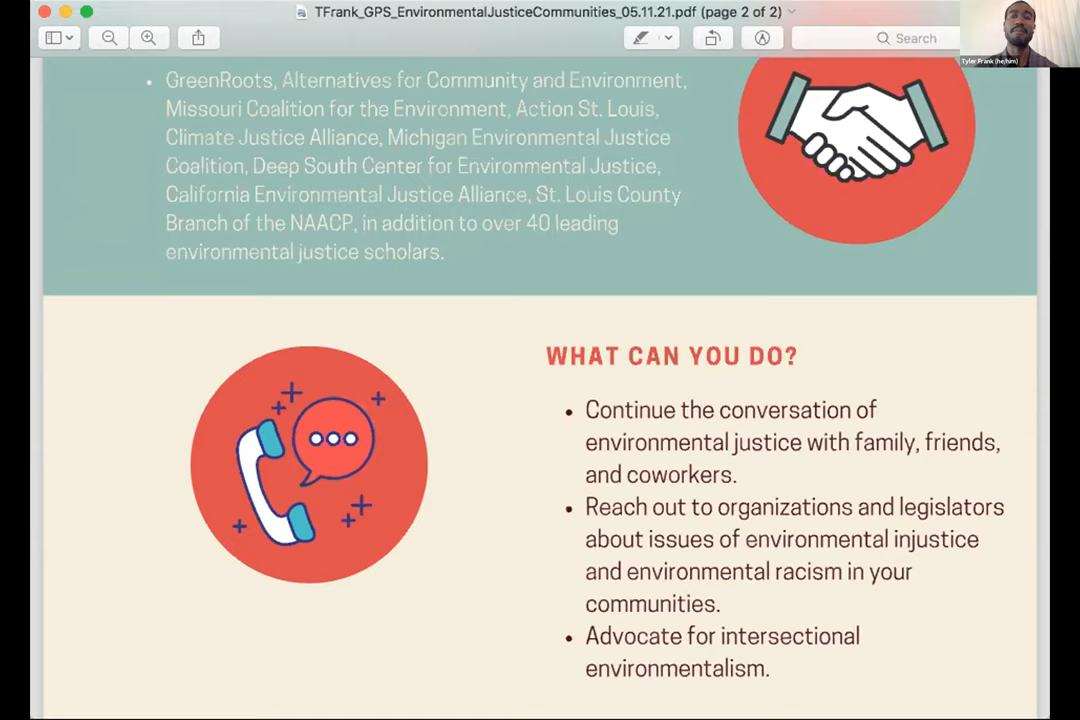 TFrank_GPS_EnvironmentalJusticeCommunities_05.11.21.pdf (page 2 of 2)
Search
Tyler Frank (he/him)
• GreenRoots, Alternatives for Community and Environment,
Missouri Coalition for the Environment, Action St. Louis,
Climate Justice Alliance, Michigan Environmental Justice
Coalition, Deep South Center for Environmental Justice,
California Environmental Justice Alliance, St. Louis County
Branch of the NAACP, in addition to over 40 leading
environmental justice scholars.
WHAT CAN YOU DO?
• Continue the conversation of
environmental justice with family, friends,
and coworkers.
• Reach out to organizations and legislators
about issues of environmental injustice
and environmental racism in your
communities.
• Advocate for intersectional
environmentalism.